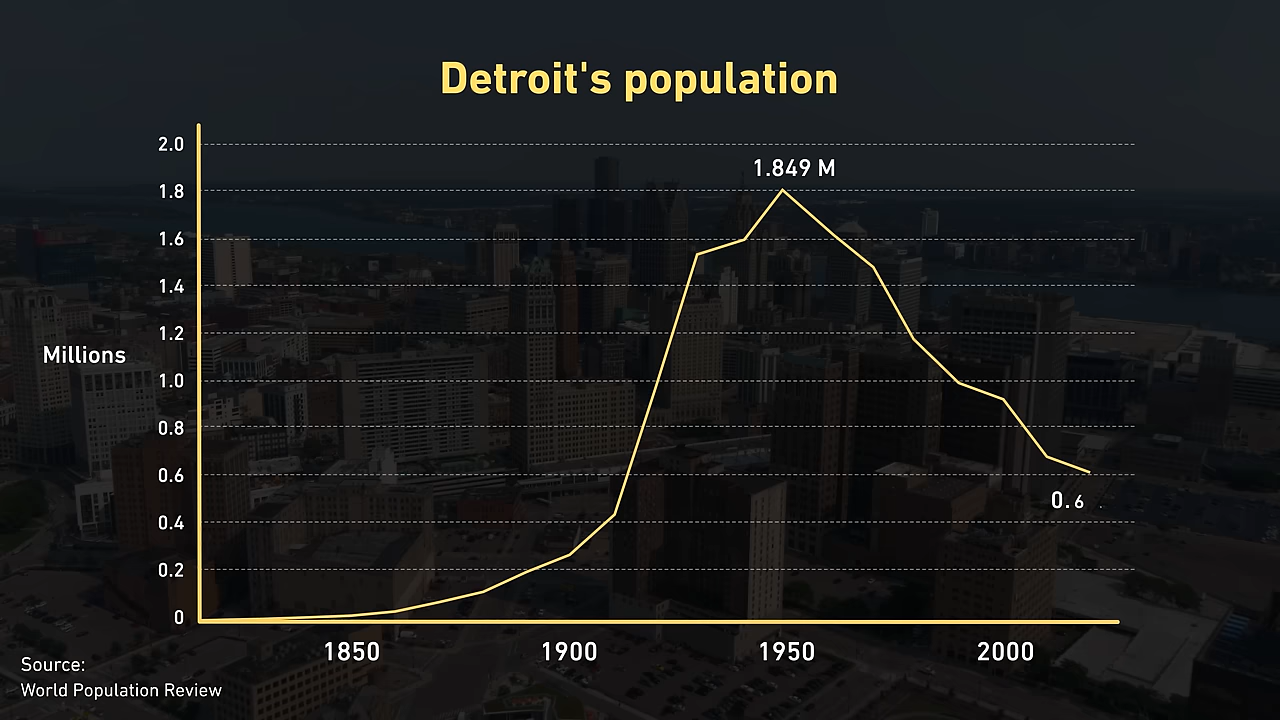 Detroit's population
2.0
1.849 M
1.8
1.6
1.4
1.2
Millions
1.0
0.8
0.6
0.6
0.4
0.2
0
1850 1900 1950 2000
Source:
World Population Review